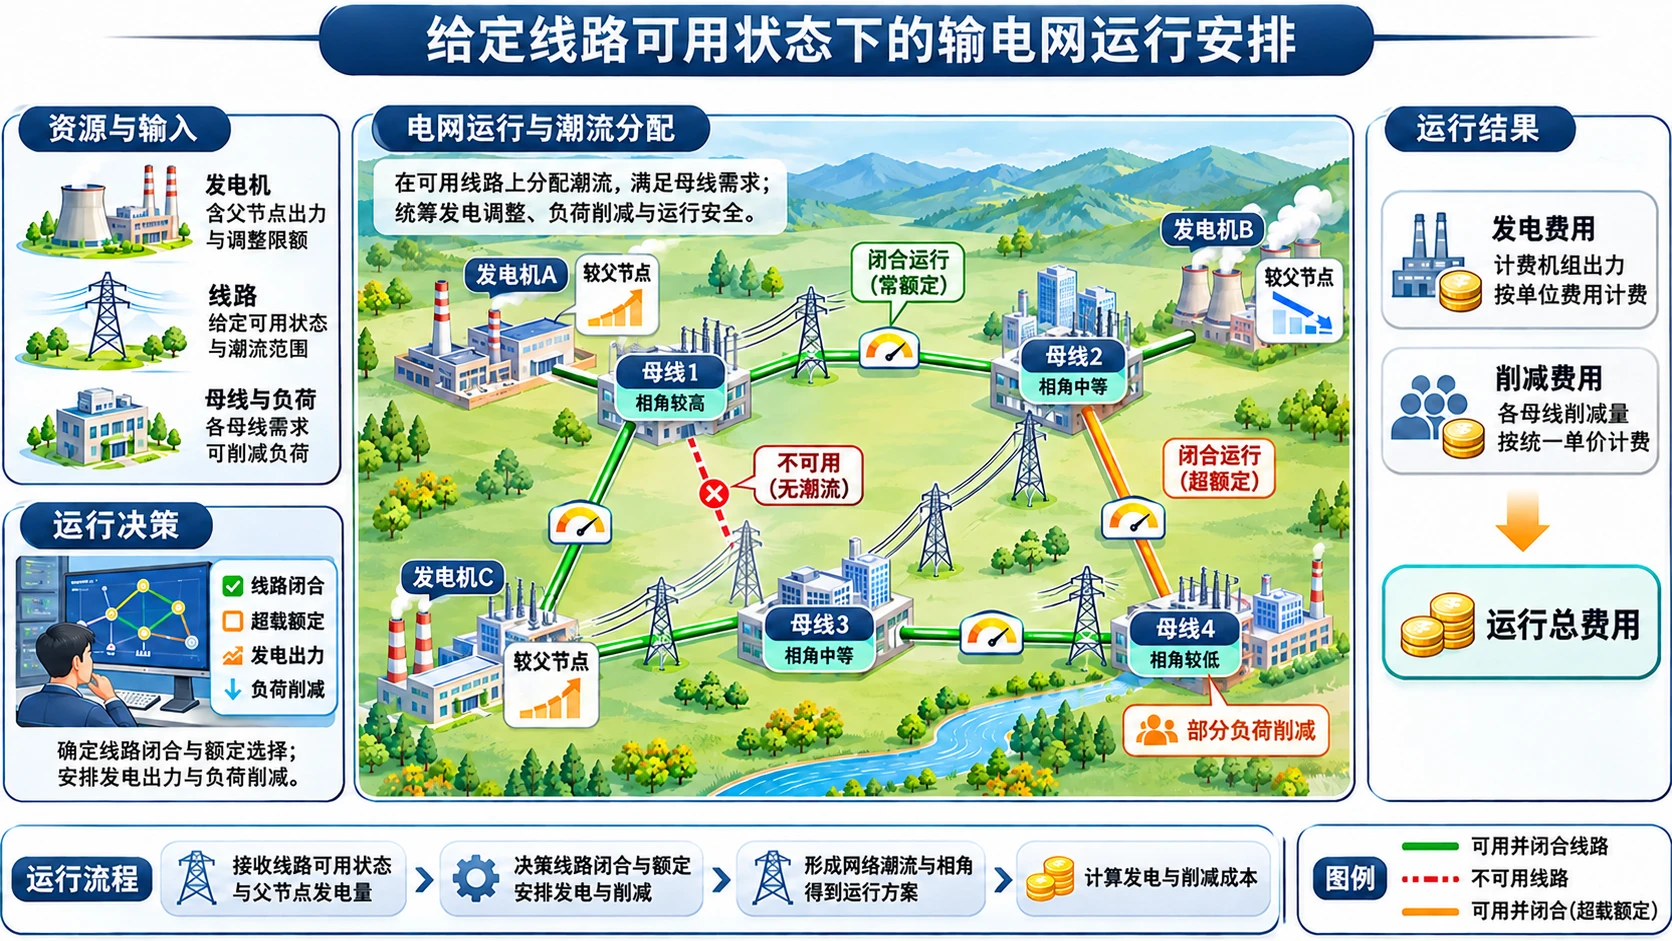 给定线路可用状态下的输电网运行安排
资源与输入
发电机
含父节点出力
与调整限额
线路
给定可用状态
与潮流范围
母线与负荷
各母线需求
可削减负荷
运行决策
线路闭合
超载额定
发电出力
负荷削减
确定线路闭合与额定选择；
安排发电出力与负荷削减。
电网运行与潮流分配
在可用线路上分配潮流，满足母线需求；
统筹发电调整、负荷削减与运行安全。
发电机A
较父节点
闭合运行
（常额定）
发电机B
较父节点
母线1
相角较高
母线2
相角中等
不可用
（无潮流）
闭合运行
（超额定）
发电机C
较父节点
母线3
相角中等
母线4
相角较低
部分负荷削减
运行结果
发电费用
计费机组出力
按单位费用计费
削减费用
各母线削减量
按统一单价计费
运行总费用
运行流程
接收线路可用状态
与父节点发电量
决策线路闭合与额定
安排发电与削减
形成网络潮流与相角
得到运行方案
计算发电与削减成本
图例
可用并闭合线路
不可用线路
可用并闭合（超载额定）